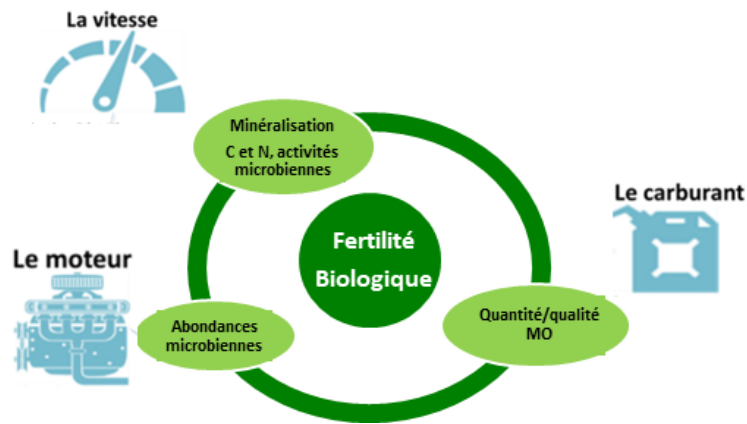 La vitesse
Minéralisation
C et N, activités
microbiennes
Le carburant
Fertilité
Biologique
Le moteur
Abondances
microbiennes
Quantité/qualité
MO